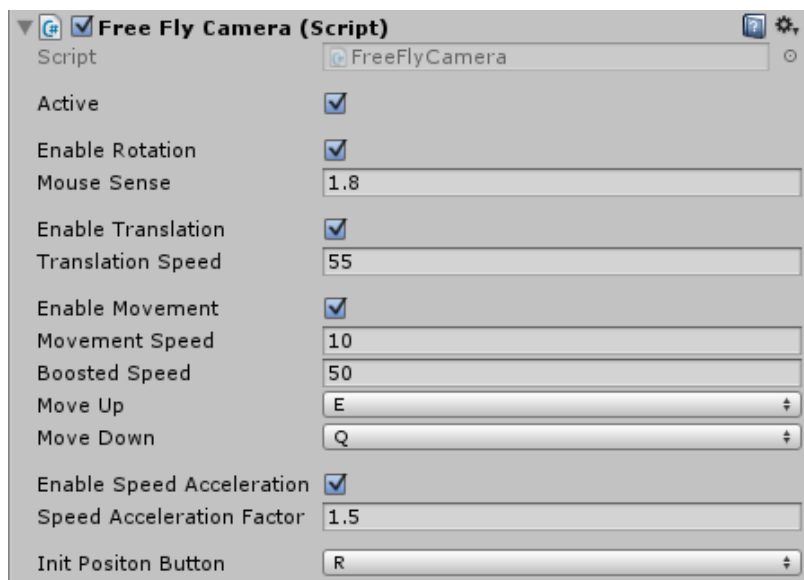 Free Fly Camera (Script)
Script FreeFlyCamera
Active
Enable Rotation
Mouse Sense 1.8
Enable Translation
Translation Speed 55
Enable Movement
Movement Speed 10
Boosted Speed 50
Move Up E
Move Down Q
Enable Speed Acceleration
Speed Acceleration Factor 1.5
Init Positon Button R